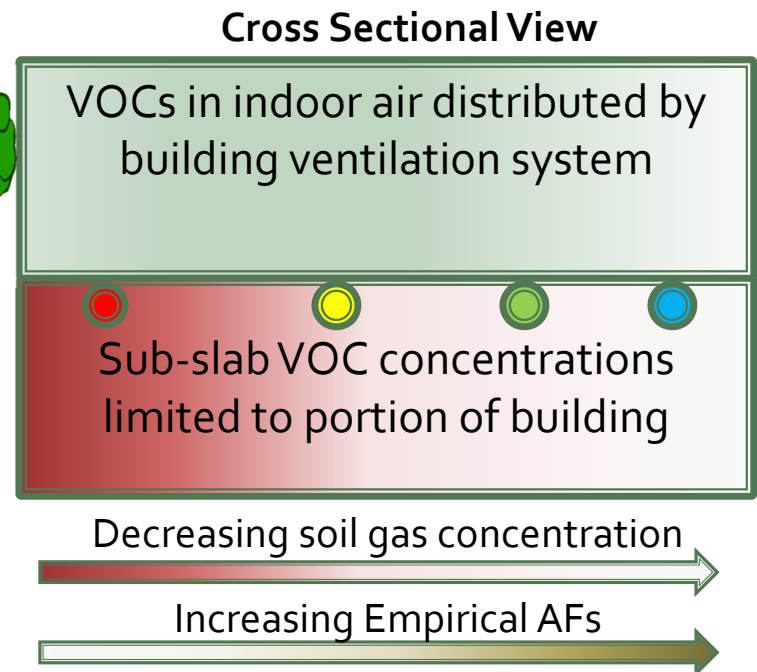 Cross Sectional View
VOCs in indoor air distributed by
building ventilation system
Sub-slab VOC concentrations
limited to portion of building
Decreasing soil gas concentration
Increasing Empirical AFs